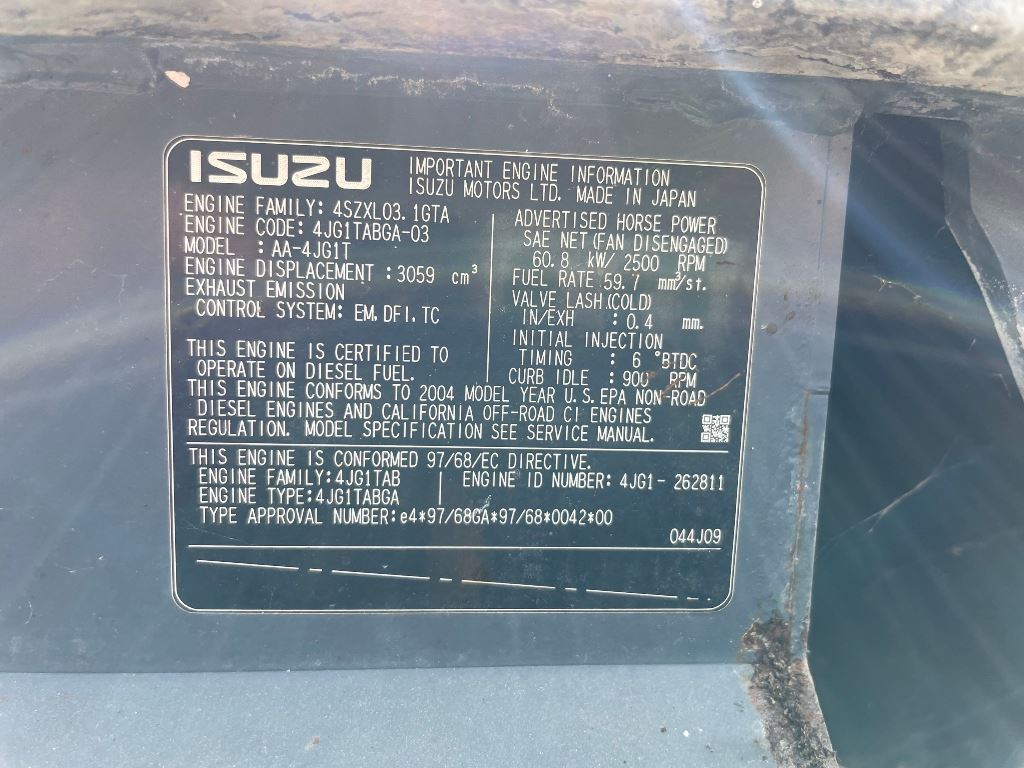 ISUZU
IMPORTANT ENGINE INFORMATION
ISUZU MOTORS LTD. MADE IN JAPAN
ENGINE FAMILY: 4SZXL03.1GTA
ENGINE CODE: 4JG1TABGA-03
MODEL : AA-4JG1T
ENGINE DISPLACEMENT :3059 cm³
EXHAUST EMISSION
CONTROL SYSTEM: EM,DFI,TC
THIS ENGINE IS CERTIFIED TO
OPERATE ON DIESEL FUEL.
ADVERTISED HORSE POWER
SAE NET(FAN DISENGAGED)
60.8 kW/ 2500 RPM
FUEL RATE 59.7 mm³/st.
VALVE LASH(COLD)
IN/EXH : 0.4 mm.
INITIAL INJECTION
TIMING : 6 °BTDC
CURB IDLE : 900 RPM
THIS ENGINE CONFORMS TO 2004 MODEL YEAR U.S.EPA NON-ROAD
DIESEL ENGINES AND CALIFORNIA OFF-ROAD CI ENGINES
REGULATION. MODEL SPECIFICATION SEE SERVICE MANUAL.
THIS ENGINE IS CONFORMED 97/68/EC DIRECTIVE.
ENGINE FAMILY:4JG1TAB
ENGINE TYPE:4JG1TABGA
ENGINE ID NUMBER: 4JG1- 262811
TYPE APPROVAL NUMBER:e4*97/68GA*97/68*0042*00
044J09